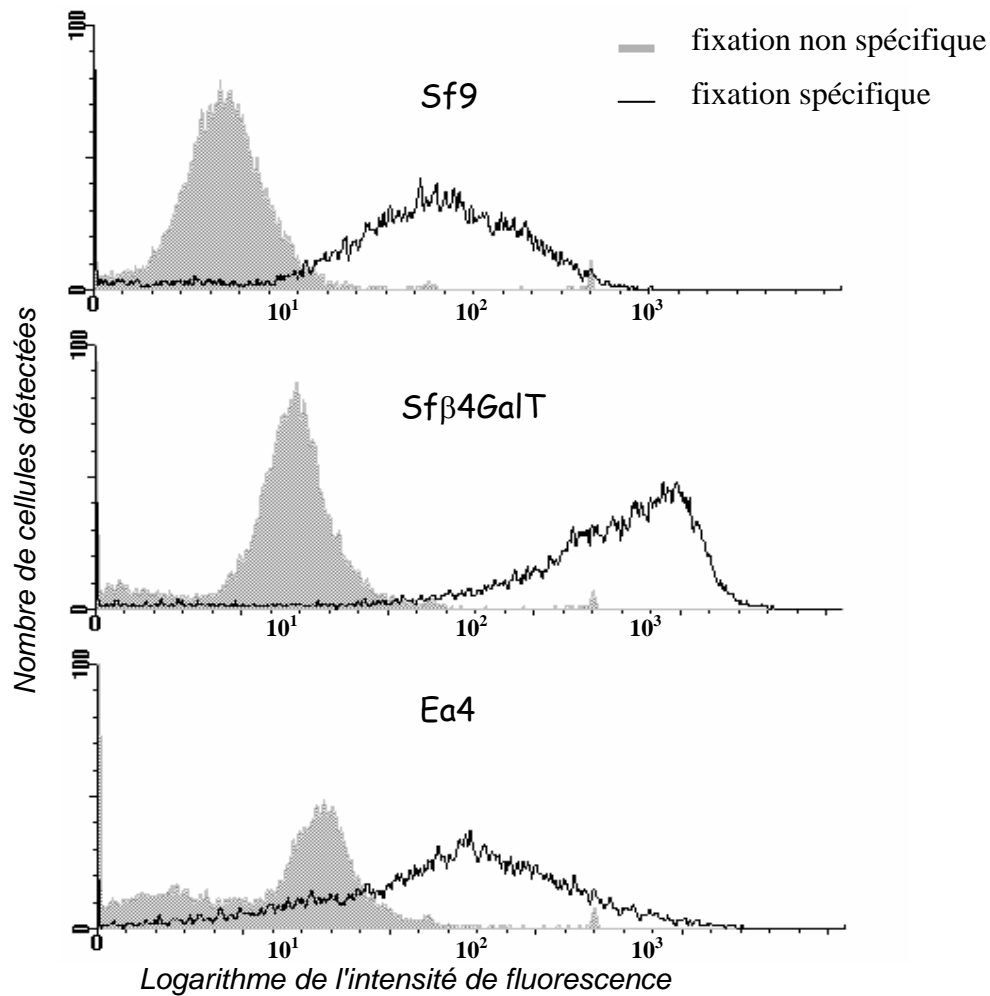 100
fixation non spécifique
Sf9
fixation spécifique
0
0 10¹ 10² 10³
100
Sfβ4GalT
0
0 10¹ 10² 10³
100
Ea4
0
0 10¹ 10² 10³
Nombre de cellules détectées
Logarithme de l'intensité de fluorescence